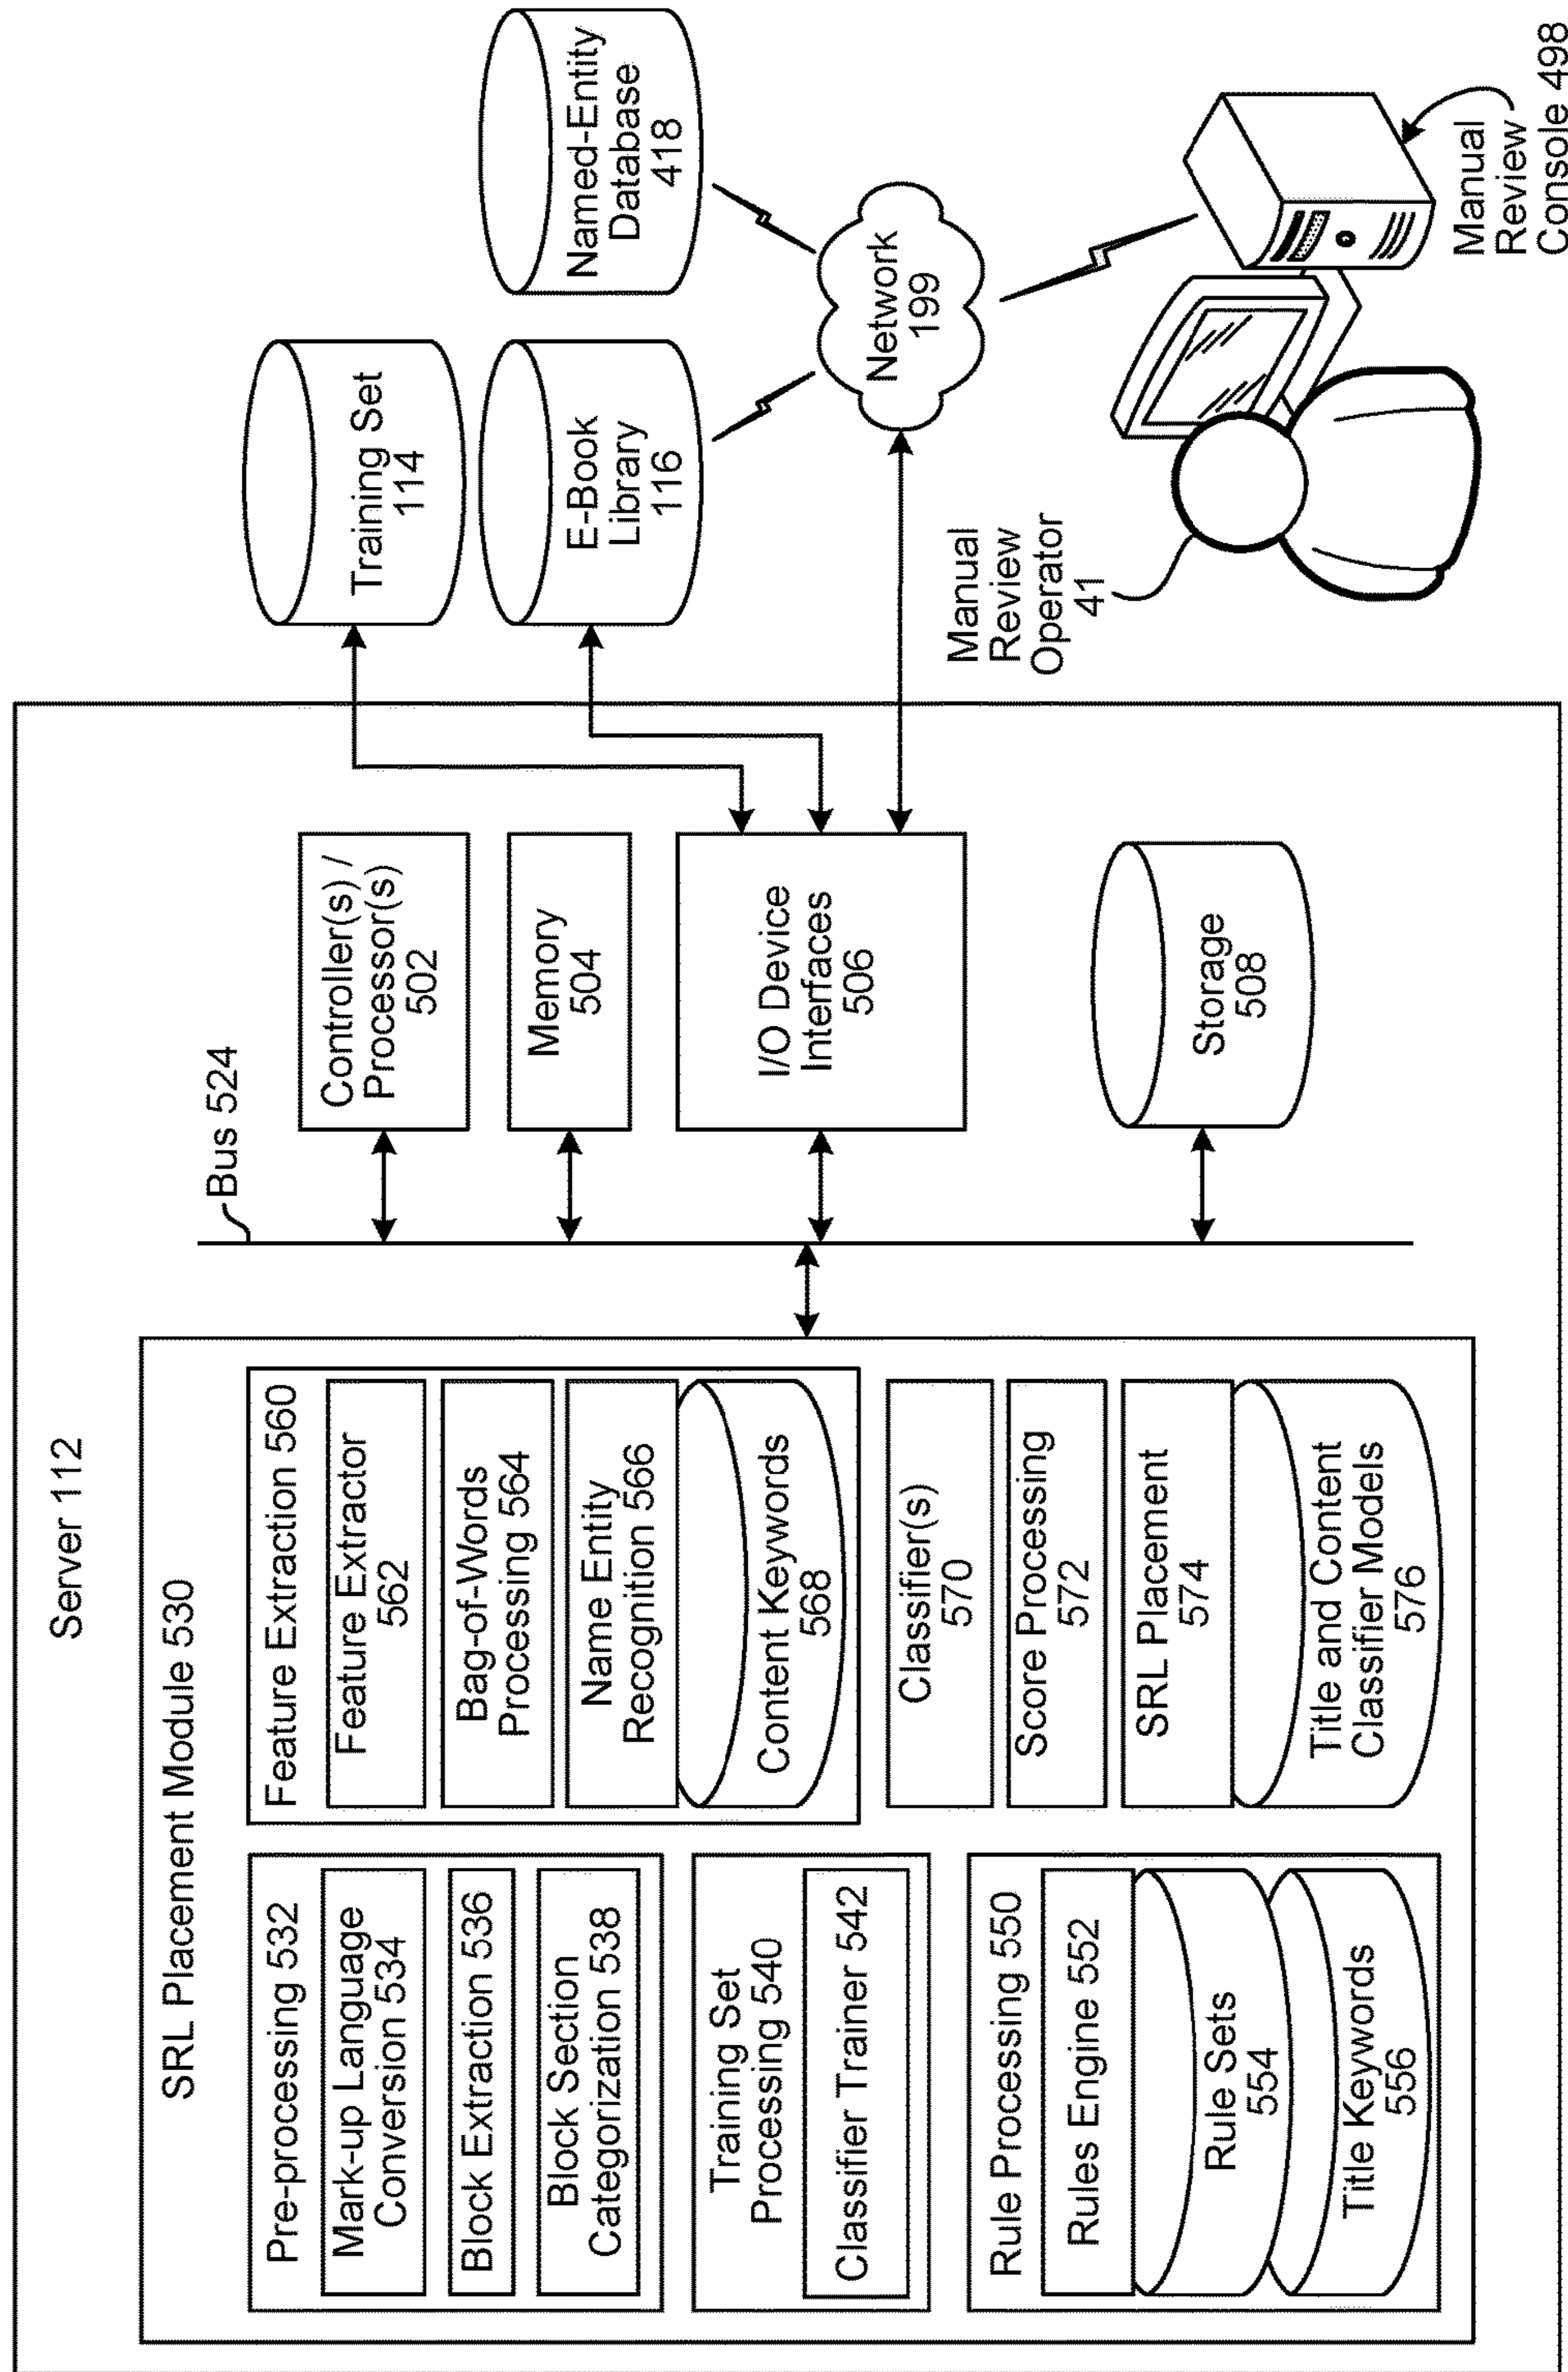 Server 112
SRL Placement Module 530
Pre-processing 532
Mark-up Language
Conversion 534
Block Extraction 536
Block Section
Categorization 538
Training Set
Processing 540
Classifier Trainer 542
Rule Processing 550
Rules Engine 552
Rule Sets
554
Title Keywords
556
Feature Extraction 560
Feature Extractor
562
Bag-of-Words
Processing 564
Name Entity
Recognition 566
Content Keywords
568
Classifier(s)
570
Score Processing
572
SRL Placement
574
Title and Content
Classifier Models
576
Bus 524
Controller(s) /
Processor(s)
502
Memory
504
I/O Device
Interfaces
506
Storage
508
Training Set
114
E-Book
Library
116
Named-Entity
Database
418
Network
199
Manual
Review
Operator
41
Manual
Review
Console 498